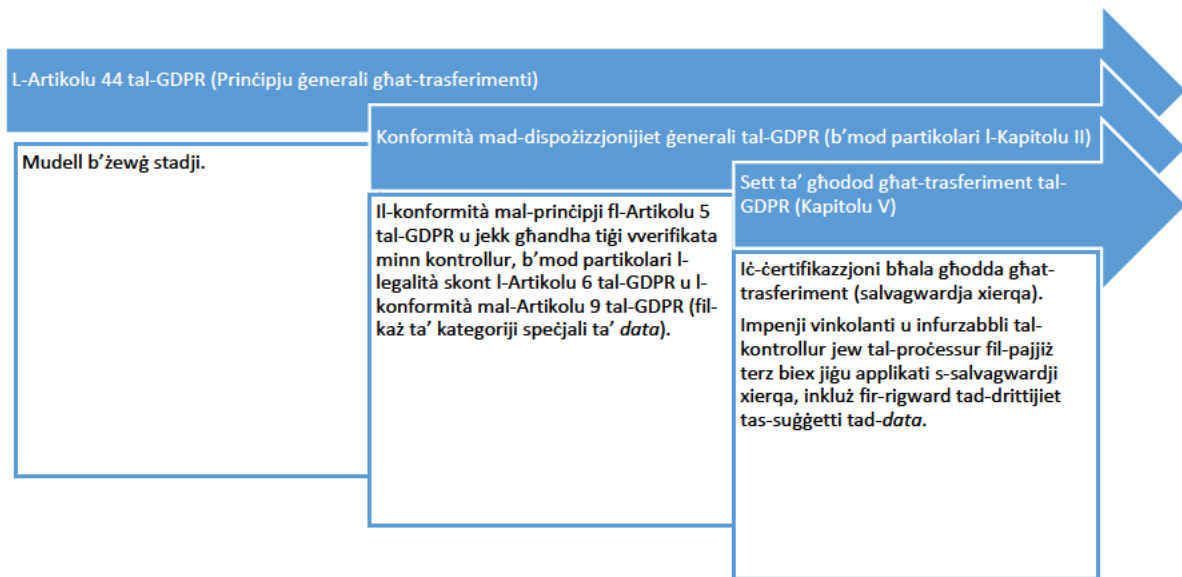 L-Artikolu 44 tal-GDPR (Prinċipju ġenerali għat-trasferimenti)
Mudell b’żewġ stadji.
Konformità mad-dispożizzjonijiet ġenerali tal-GDPR (b’mod partikolari l-Kapitolu II)
Il-konformità mal-prinċipji fl-Artikolu 5
tal-GDPR u jekk għandha tiġi vverifikata
minn kontrollur, b’mod partikolari l-
legalità skont l-Artikolu 6 tal-GDPR u l-
konformità mal-Artikolu 9 tal-GDPR (fil-
każ ta’ kategoriji speċjali ta’ data).
Sett ta’ għodod għat-trasferiment tal-
GDPR (Kapitolu V)
Iċ-ċertifikazzjoni bħala għodda għat-
trasferiment (salvagwardja xierqa).
Impenji vinkolanti u infurzabbli tal-
kontrollur jew tal-proċessur fil-pajjiż
terz biex jiġu applikati s-salvagwardji
xierqa, inkluż fir-rigward tad-drittijiet
tas-suġġetti tad-data.